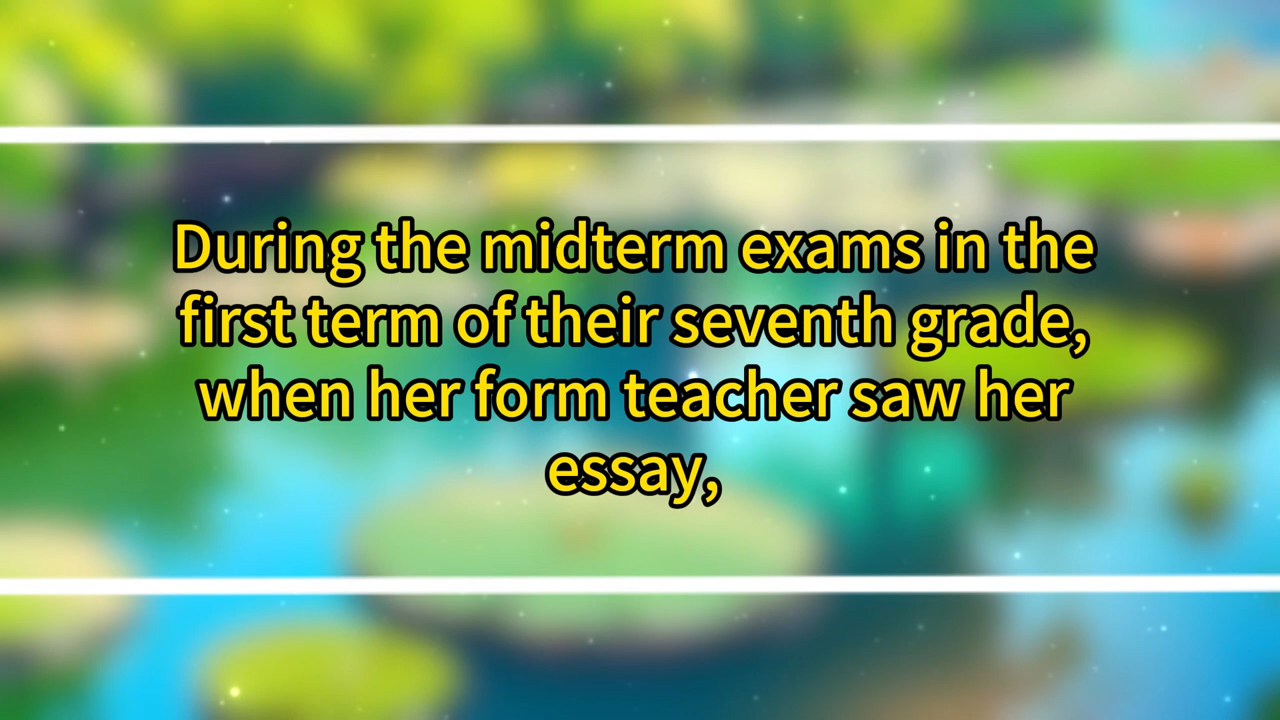 During the midterm exams in the
first term of their seventh grade,
when her form teacher saw her
essay,